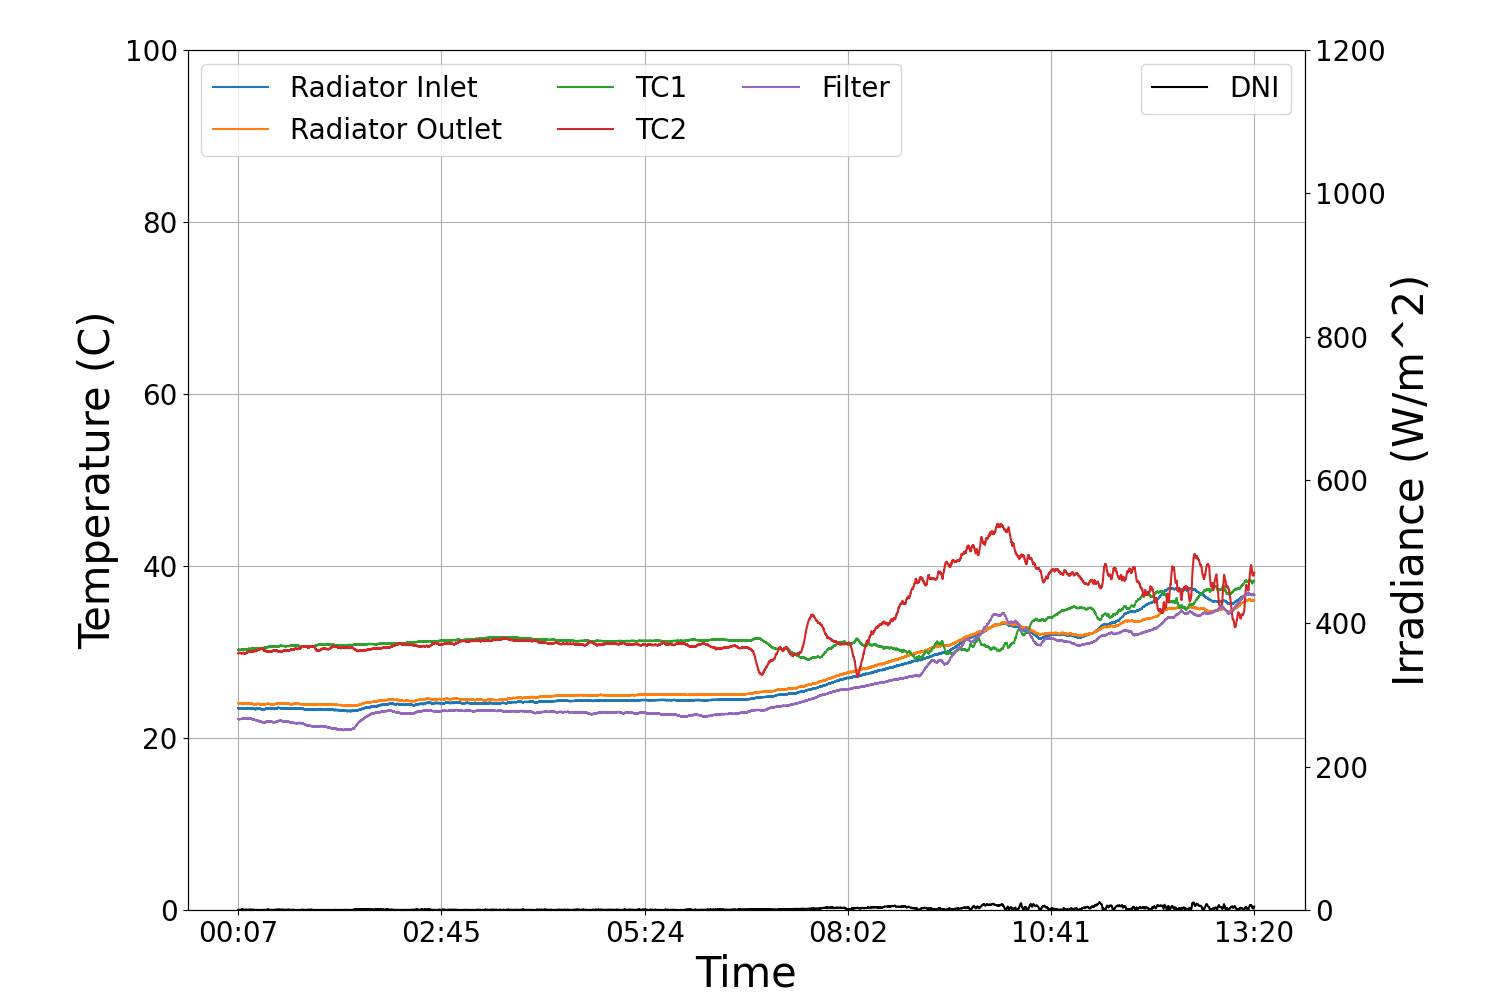 Temperature (C)
100
80
60
40
20
0
Radiator Inlet
Radiator Outlet
TC1
TC2
Filter
DNI
1200
1000
800
600
400
200
0
Irradiance (W/m^2)
00:07 02:45 05:24 08:02 10:41 13:20
Time